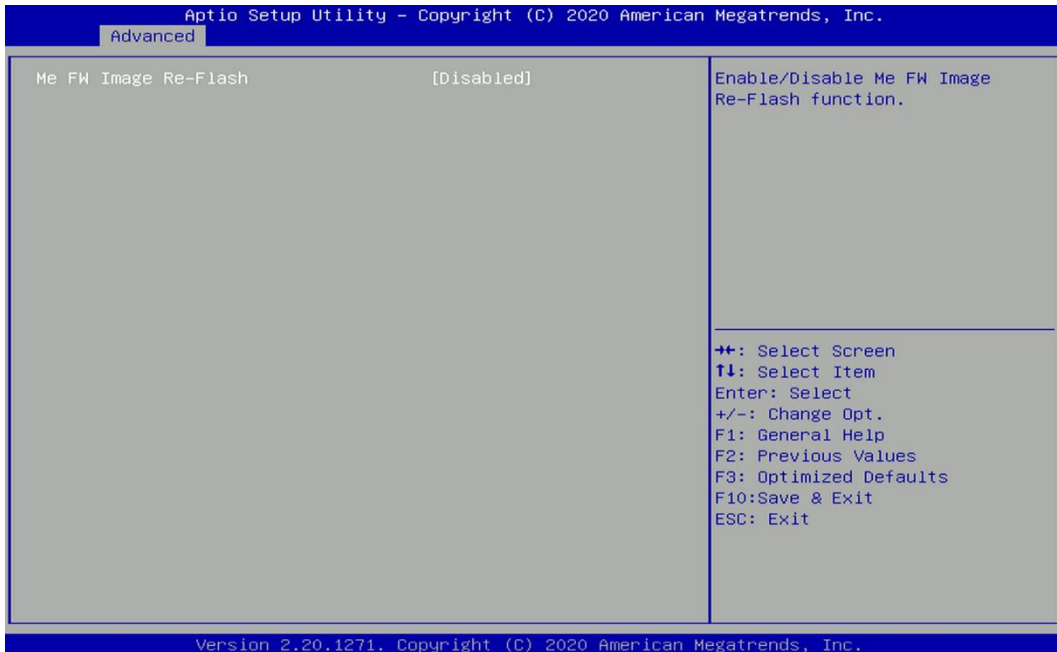 Aptio Setup Utility – Copyright (C) 2020 American Megatrends, Inc.
Advanced
Me FW Image Re-Flash [Disabled]
Enable/Disable Me FW Image
Re-Flash function.
→←: Select Screen
↑↓: Select Item
Enter: Select
+/-: Change Opt.
F1: General Help
F2: Previous Values
F3: Optimized Defaults
F10:Save & Exit
ESC: Exit
Version 2.20.1271. Copyright (C) 2020 American Megatrends, Inc.